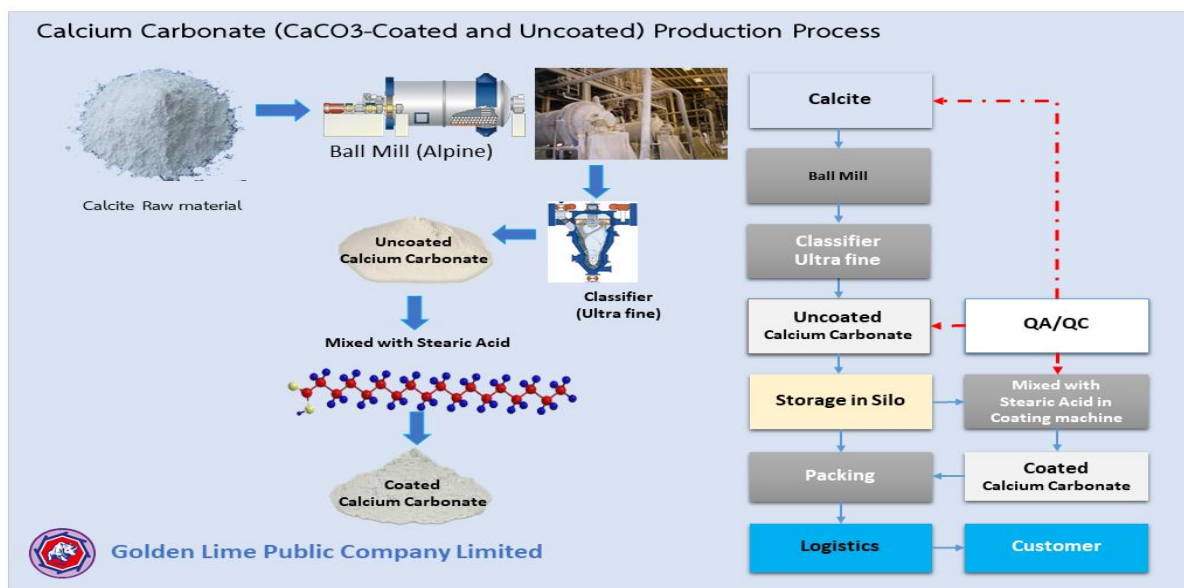 Calcium Carbonate (CaCO3-Coated and Uncoated) Production Process
Ball Mill (Alpine)
Calcite Raw material
Uncoated
Calcium Carbonate
Classifier
(Ultra fine)
Mixed with Stearic Acid
Coated
Calcium Carbonate
Golden Lime Public Company Limited
Calcite
Ball Mill
Classifier
Ultra fine
Uncoated
Calcium Carbonate
QA/QC
Storage in Silo
Mixed with
Stearic Acid in
Coating machine
Packing
Coated
Calcium Carbonate
Logistics
Customer